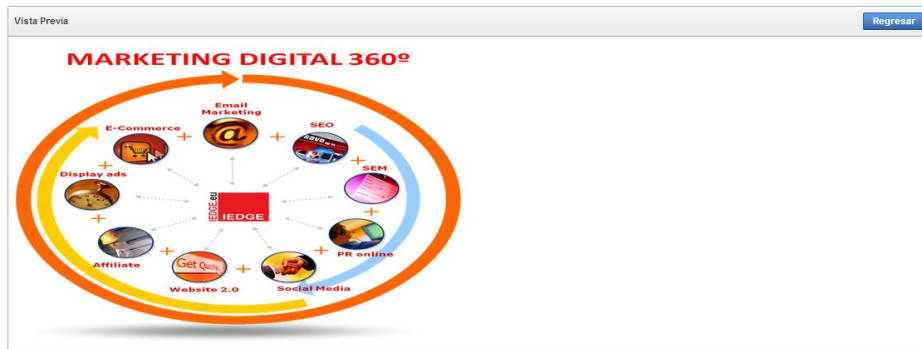 Vista Previa
Regresar
MARKETING DIGITAL 360º
Email
Marketing
SEO
SEM
PR online
Social Media
Website 2.0
Affiliate
Display ads
E-Commerce
@
Get Quote
IEDGE.eu
IEDGE